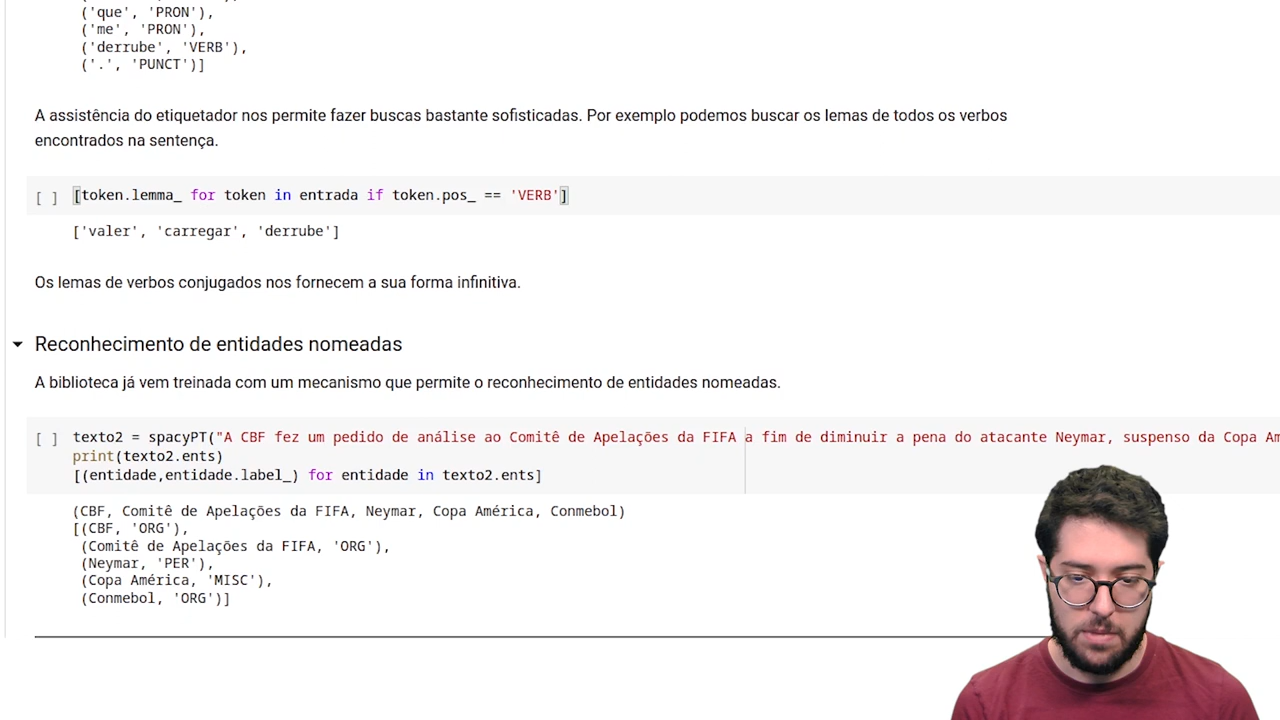 ('que', 'PRON'),
('me', 'PRON'),
('derrube', 'VERB'),
('.', 'PUNCT')]
A assistência do etiquetador nos permite fazer buscas bastante sofisticadas. Por exemplo podemos buscar os lemas de todos os verbos
encontrados na sentença.
[ ] [token.lemma_ for token in entrada if token.pos_ == 'VERB']
['valer', 'carregar', 'derrube']
Os lemas de verbos conjugados nos fornecem a sua forma infinitiva.
Reconhecimento de entidades nomeadas
A biblioteca já vem treinada com um mecanismo que permite o reconhecimento de entidades nomeadas.
[ ] texto2 = spacyPT("A CBF fez um pedido de análise ao Comitê de Apelações da FIFA a fim de diminuir a pena do atacante Neymar, suspenso da Copa Am
print(texto2.ents)
[(entidade,entidade.label_) for entidade in texto2.ents]
(CBF, Comitê de Apelações da FIFA, Neymar, Copa América, Conmebol)
[(CBF, 'ORG'),
(Comitê de Apelações da FIFA, 'ORG'),
(Neymar, 'PER'),
(Copa América, 'MISC'),
(Conmebol, 'ORG')]